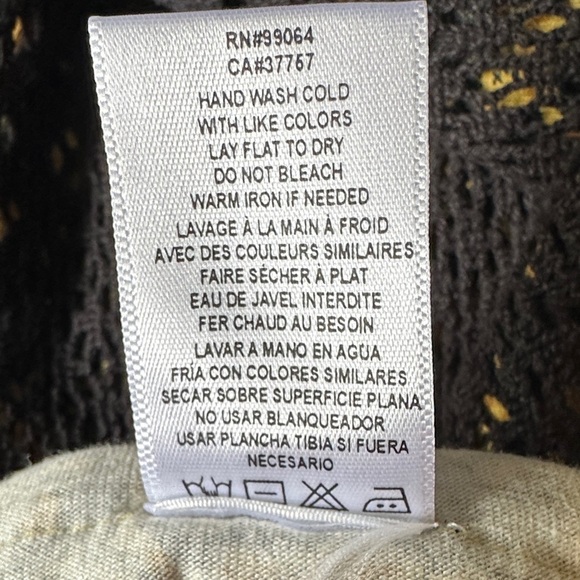 RN#99064
CA#37757
HAND WASH COLD
WITH LIKE COLORS
LAY FLAT TO DRY
DO NOT BLEACH
WARM IRON IF NEEDED
LAVAGE À LA MAIN À FROID
AVEC DES COULEURS SIMILAIRES
FAIRE SÉCHER À PLAT
EAU DE JAVEL INTERDITE
FER CHAUD AU BESOIN
LAVAR A MANO EN AGUA
FRÍA CON COLORES SIMILARES
SECAR SOBRE SUPERFICIE PLANA
NO USAR BLANQUEADOR
USAR PLANCHA TIBIA SI FUERA
NECESARIO